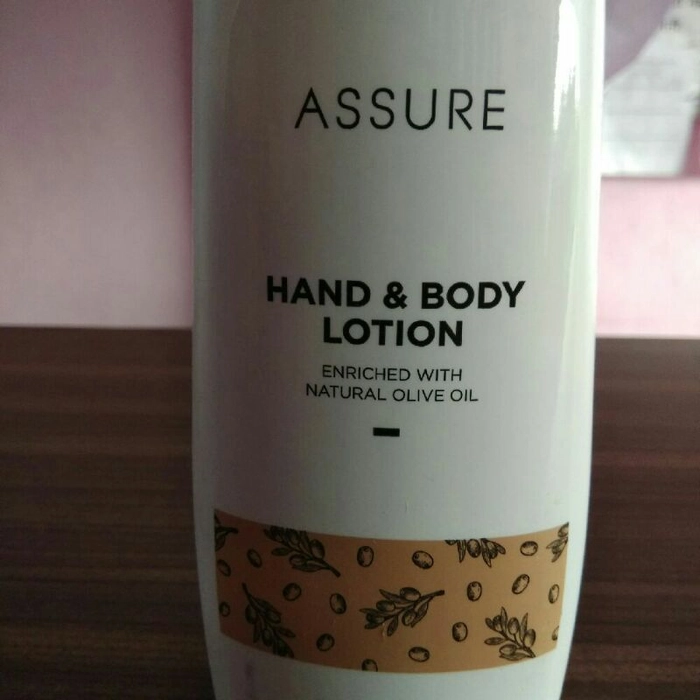 ASSURE
HAND & BODY
LOTION
ENRICHED WITH
NATURAL OLIVE OIL